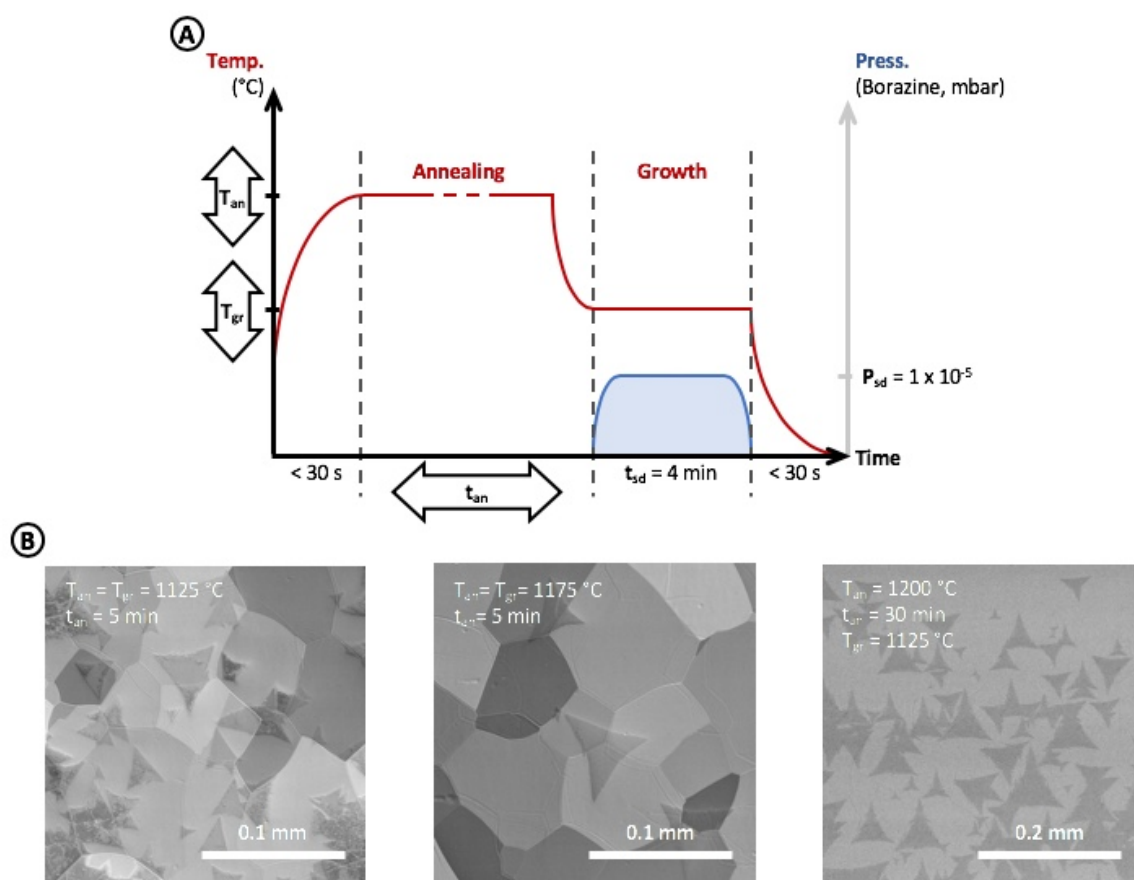 A
Temp.
(°C)
Press.
(Borazine, mbar)
Annealing
Growth
Tan
Tgr
Psd = 1 x 10-5
Time
< 30 s
tan
tsd = 4 min
< 30 s
B
Tan = Tgr = 1125 °C
tan = 5 min
0.1 mm
Tan = Tgr = 1175 °C
tan = 5 min
0.1 mm
Tan = 1200 °C
tan = 30 min
Tgr = 1125 °C
0.2 mm